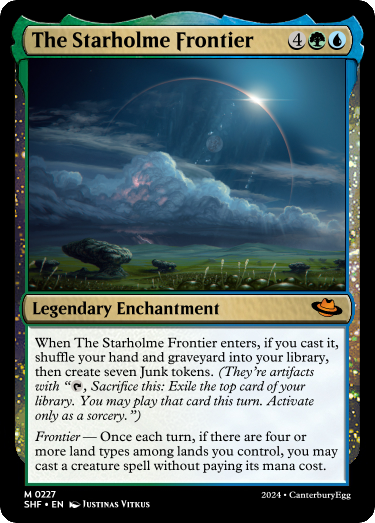 The Starholme Frontier 4
Legendary Enchantment
When The Starholme Frontier enters, if you cast it,
shuffle your hand and graveyard into your library,
then create seven Junk tokens. (They're artifacts
with “, Sacrifice this: Exile the top card of your
library. You may play that card this turn. Activate
only as a sorcery.”)
Frontier — Once each turn, if there are four or
more land types among lands you control, you may
cast a creature spell without paying its mana cost.
M 0227
SHF • EN Justinas Vitkus
2024 • CanterburyEgg